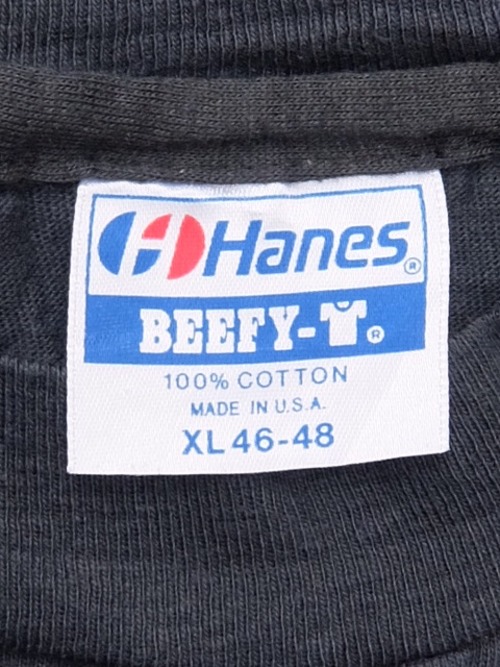 Hanes®
BEEFY-T®
100% COTTON
MADE IN U.S.A.
XL 46-48